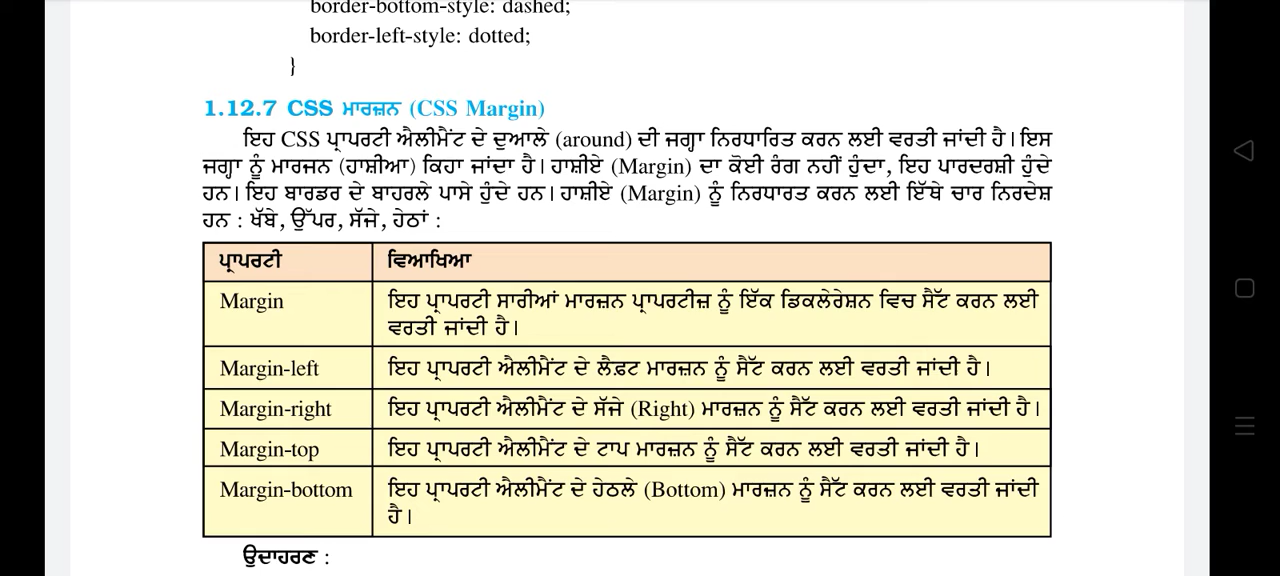 border-bottom-style: dashed;
border-left-style: dotted;
}
1.12.7 CSS ਮਾਰਜ਼ਨ (CSS Margin)
ਇਹ CSS ਪ੍ਰਾਪਰਟੀ ਐਲੀਮੈਂਟ ਦੇ ਦੁਆਲੇ (around) ਦੀ ਜਗ੍ਹਾ ਨਿਰਧਾਰਿਤ ਕਰਨ ਲਈ ਵਰਤੀ ਜਾਂਦੀ ਹੈ। ਇਸ
ਜਗ੍ਹਾ ਨੂੰ ਮਾਰਜਨ (ਹਾਸ਼ੀਆ) ਕਿਹਾ ਜਾਂਦਾ ਹੈ। ਹਾਸ਼ੀਏ (Margin) ਦਾ ਕੋਈ ਰੰਗ ਨਹੀਂ ਹੁੰਦਾ, ਇਹ ਪਾਰਦਰਸ਼ੀ ਹੁੰਦੇ
ਹਨ। ਇਹ ਬਾਰਡਰ ਦੇ ਬਾਹਰਲੇ ਪਾਸੇ ਹੁੰਦੇ ਹਨ। ਹਾਸ਼ੀਏ (Margin) ਨੂੰ ਨਿਰਧਾਰਤ ਕਰਨ ਲਈ ਇੱਥੇ ਚਾਰ ਨਿਰਦੇਸ਼
ਹਨ : ਖੱਬੇ, ਉੱਪਰ, ਸੱਜੇ, ਹੇਠਾਂ :
ਪ੍ਰਾਪਰਟੀ ਵਿਆਖਿਆ
Margin ਇਹ ਪ੍ਰਾਪਰਟੀ ਸਾਰੀਆਂ ਮਾਰਜ਼ਨ ਪ੍ਰਾਪਰਟੀਜ਼ ਨੂੰ ਇੱਕ ਡਿਕਲੇਰੇਸ਼ਨ ਵਿਚ ਸੈੱਟ ਕਰਨ ਲਈ
ਵਰਤੀ ਜਾਂਦੀ ਹੈ।
Margin-left ਇਹ ਪ੍ਰਾਪਰਟੀ ਐਲੀਮੈਂਟ ਦੇ ਲੈਫ਼ਟ ਮਾਰਜ਼ਨ ਨੂੰ ਸੈੱਟ ਕਰਨ ਲਈ ਵਰਤੀ ਜਾਂਦੀ ਹੈ।
Margin-right ਇਹ ਪ੍ਰਾਪਰਟੀ ਐਲੀਮੈਂਟ ਦੇ ਸੱਜੇ (Right) ਮਾਰਜ਼ਨ ਨੂੰ ਸੈੱਟ ਕਰਨ ਲਈ ਵਰਤੀ ਜਾਂਦੀ ਹੈ।
Margin-top ਇਹ ਪ੍ਰਾਪਰਟੀ ਐਲੀਮੈਂਟ ਦੇ ਟਾਪ ਮਾਰਜ਼ਨ ਨੂੰ ਸੈੱਟ ਕਰਨ ਲਈ ਵਰਤੀ ਜਾਂਦੀ ਹੈ।
Margin-bottom ਇਹ ਪ੍ਰਾਪਰਟੀ ਐਲੀਮੈਂਟ ਦੇ ਹੇਠਲੇ (Bottom) ਮਾਰਜ਼ਨ ਨੂੰ ਸੈੱਟ ਕਰਨ ਲਈ ਵਰਤੀ ਜਾਂਦੀ
ਹੈ।
ਉਦਾਹਰਣ :